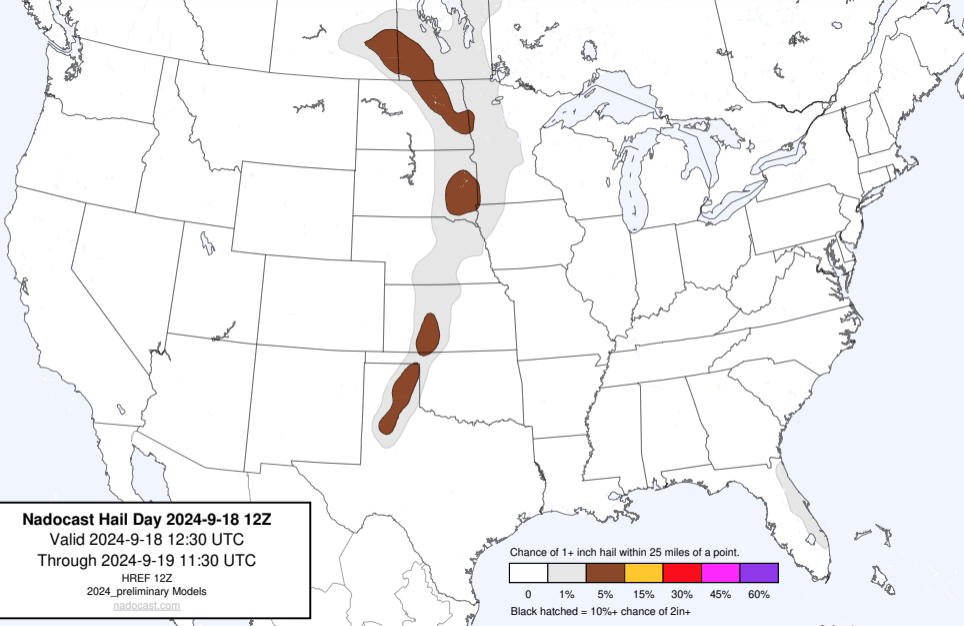 Nadocast Hail Day 2024-9-18 12Z
Valid 2024-9-18 12:30 UTC
Through 2024-9-19 11:30 UTC
HREF 12Z
2024_preliminary Models
nadocast.com
Chance of 1+ inch hail within 25 miles of a point.
0 1% 5% 15% 30% 45% 60%
Black hatched = 10%+ chance of 2in+